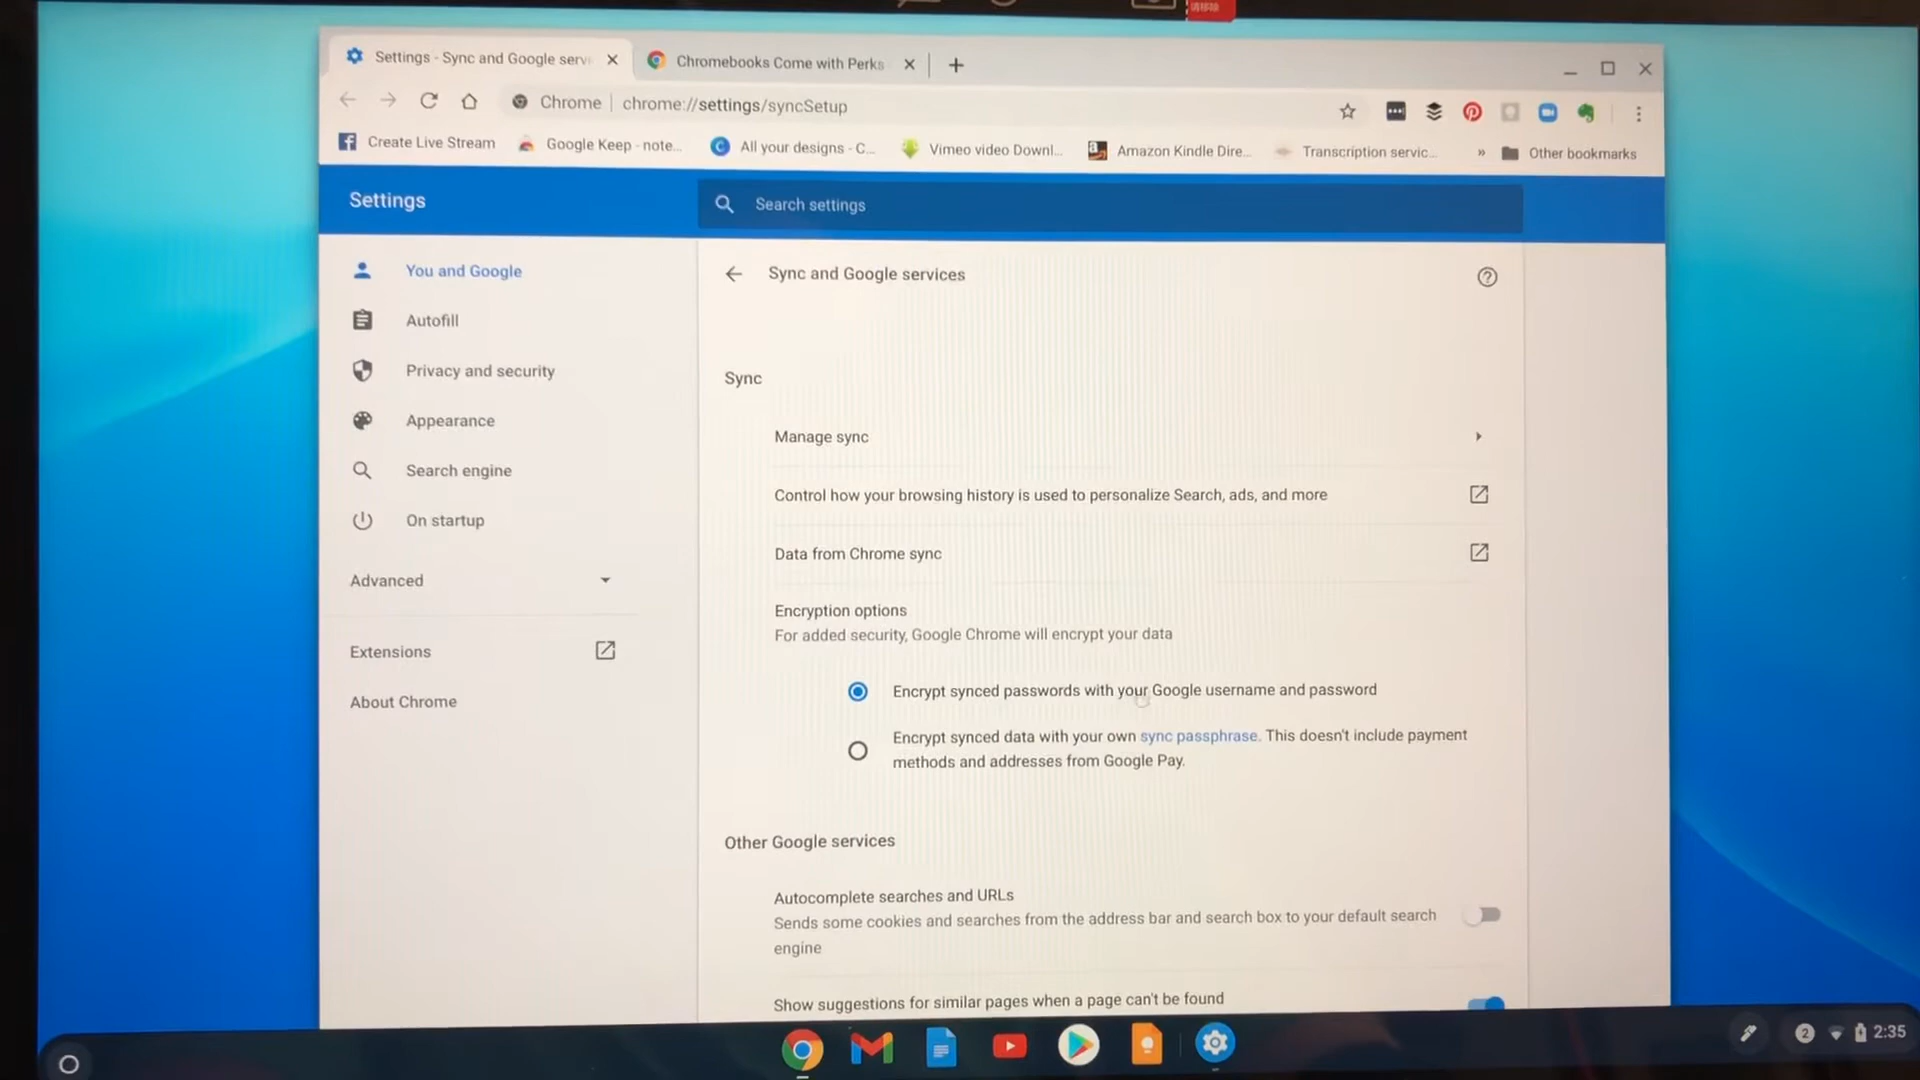 请移除
Settings - Sync and Google servi
Chromebooks Come with Perks
Chrome
chrome://settings/syncSetup
Create Live Stream
Google Keep - note...
All your designs - C...
Vimeo video Downl...
Amazon Kindle Dire...
Transcription servic...
»
Other bookmarks
Settings
Search settings
You and Google
Autofill
Privacy and security
Appearance
Search engine
On startup
Advanced
Extensions
About Chrome
Sync and Google services
Sync
Manage sync
Control how your browsing history is used to personalize Search, ads, and more
Data from Chrome sync
Encryption options
For added security, Google Chrome will encrypt your data
Encrypt synced passwords with your Google username and password
Encrypt synced data with your own sync passphrase. This doesn't include payment
methods and addresses from Google Pay.
Other Google services
Autocomplete searches and URLs
Sends some cookies and searches from the address bar and search box to your default search
engine
Show suggestions for similar pages when a page can't be found
2
2:35